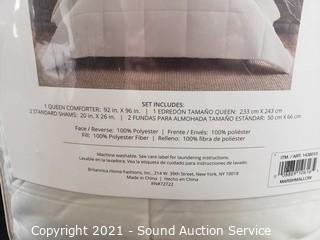 SET INCLUDES:
1 QUEEN COMFORTER: 92 in. X 96 in. | 1 EDREDÓN TAMAÑO QUEEN: 233 cm X 243 cm
2 STANDARD SHAMS: 20 in. X 26 in. | 2 FUNDAS PARA ALMOHADA TAMAÑO ESTÁNDAR: 50 cm X 66 cm
Face / Reverse: 100% Polyester | Frente / Envés: 100% poliéster
Fill: 100% Polyester Fiber | Relleno: 100% fibra de poliéster
Machine washable. See care label for laundering instructions.
Lavable en la lavadora. Vea la etiqueta de cuidado para instrucciones de lavado.
Britannica Home Fashions, Inc., 214 W. 39th Street, New York, NY 10018
Made in China | Hecho en China
RN#72722
ITM. / ART.
MARSHMALLOW
Copyright 2021 - Sound Auction Service